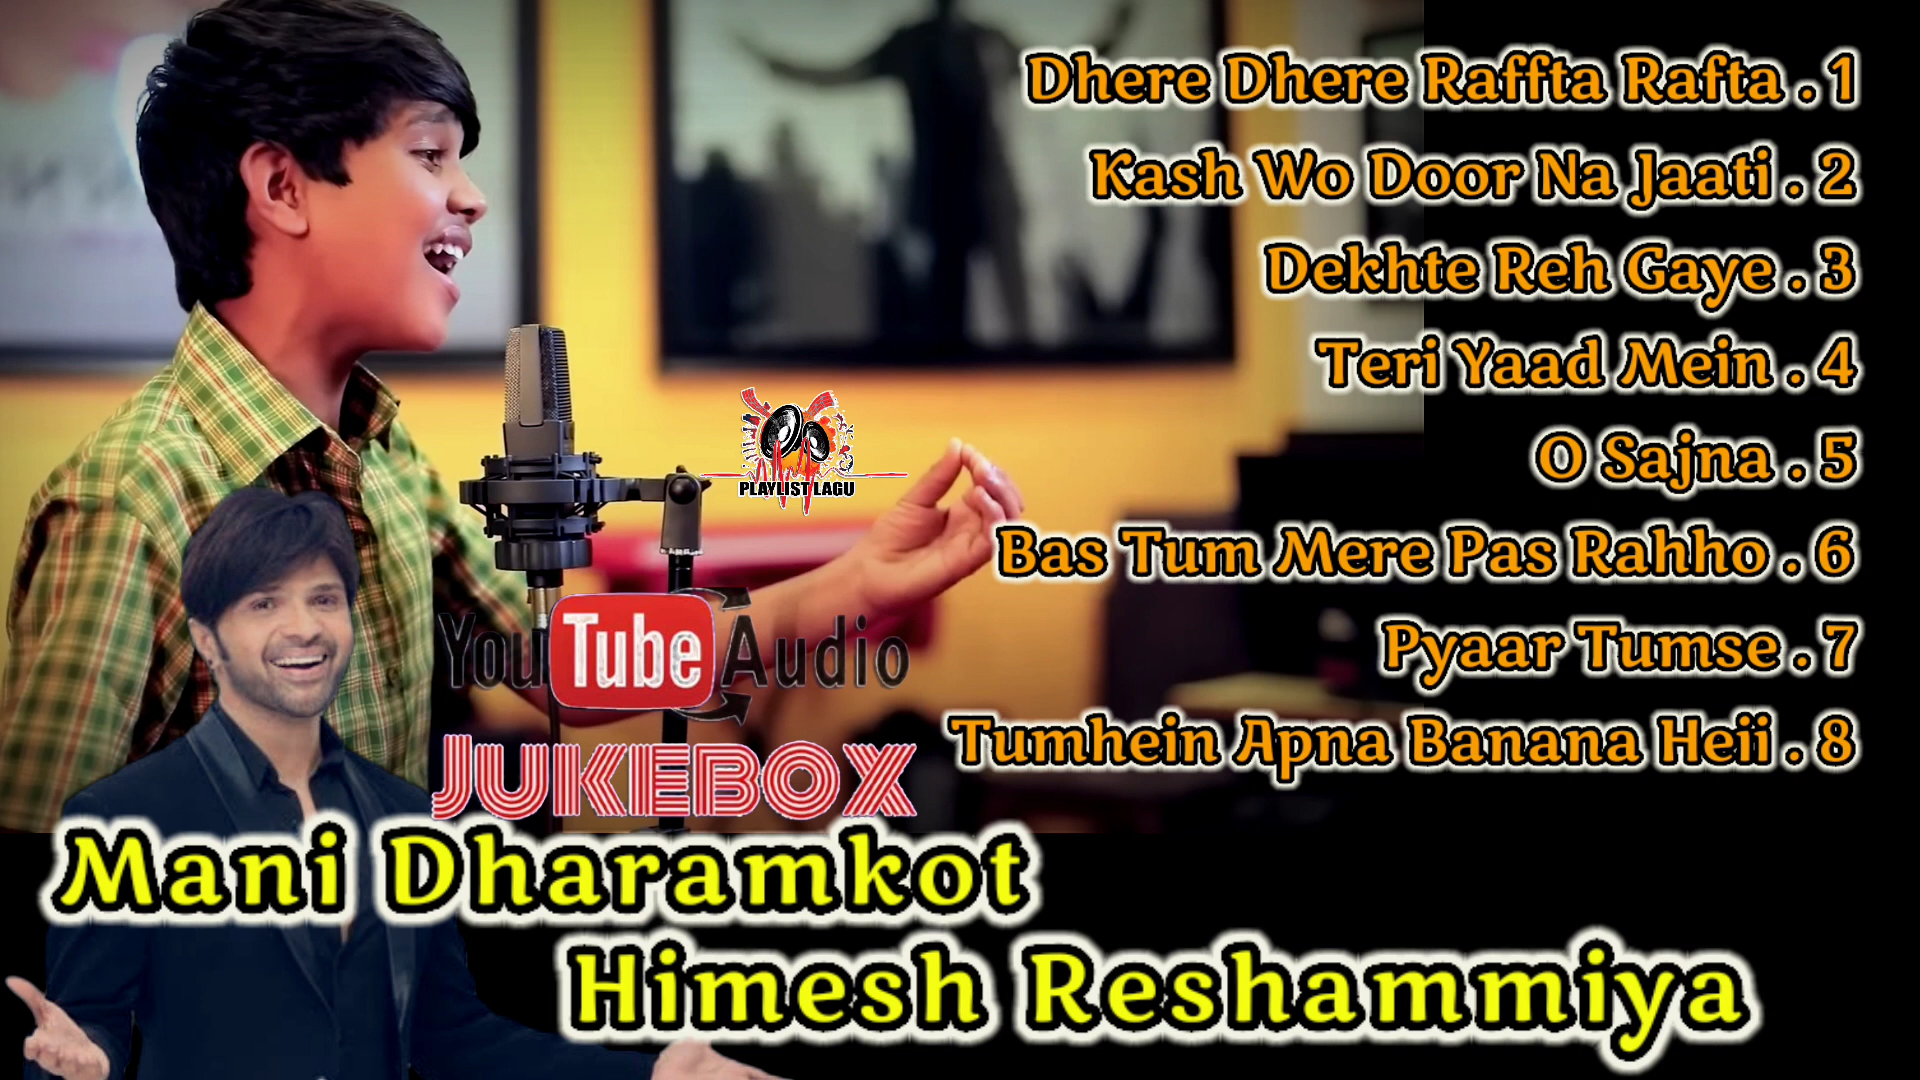 Dhere Dhere Raffta Rafta . 1
Kash Wo Door Na Jaati . 2
Dekhte Reh Gaye . 3
Teri Yaad Mein . 4
O Sajna . 5
Bas Tum Mere Pas Rahho . 6
Pyaar Tumse . 7
Tumhein Apna Banana Heii . 8
PLAYLIST LAGU
YouTube Audio
JUKEBOX
Mani Dharamkot
Himesh Reshammiya